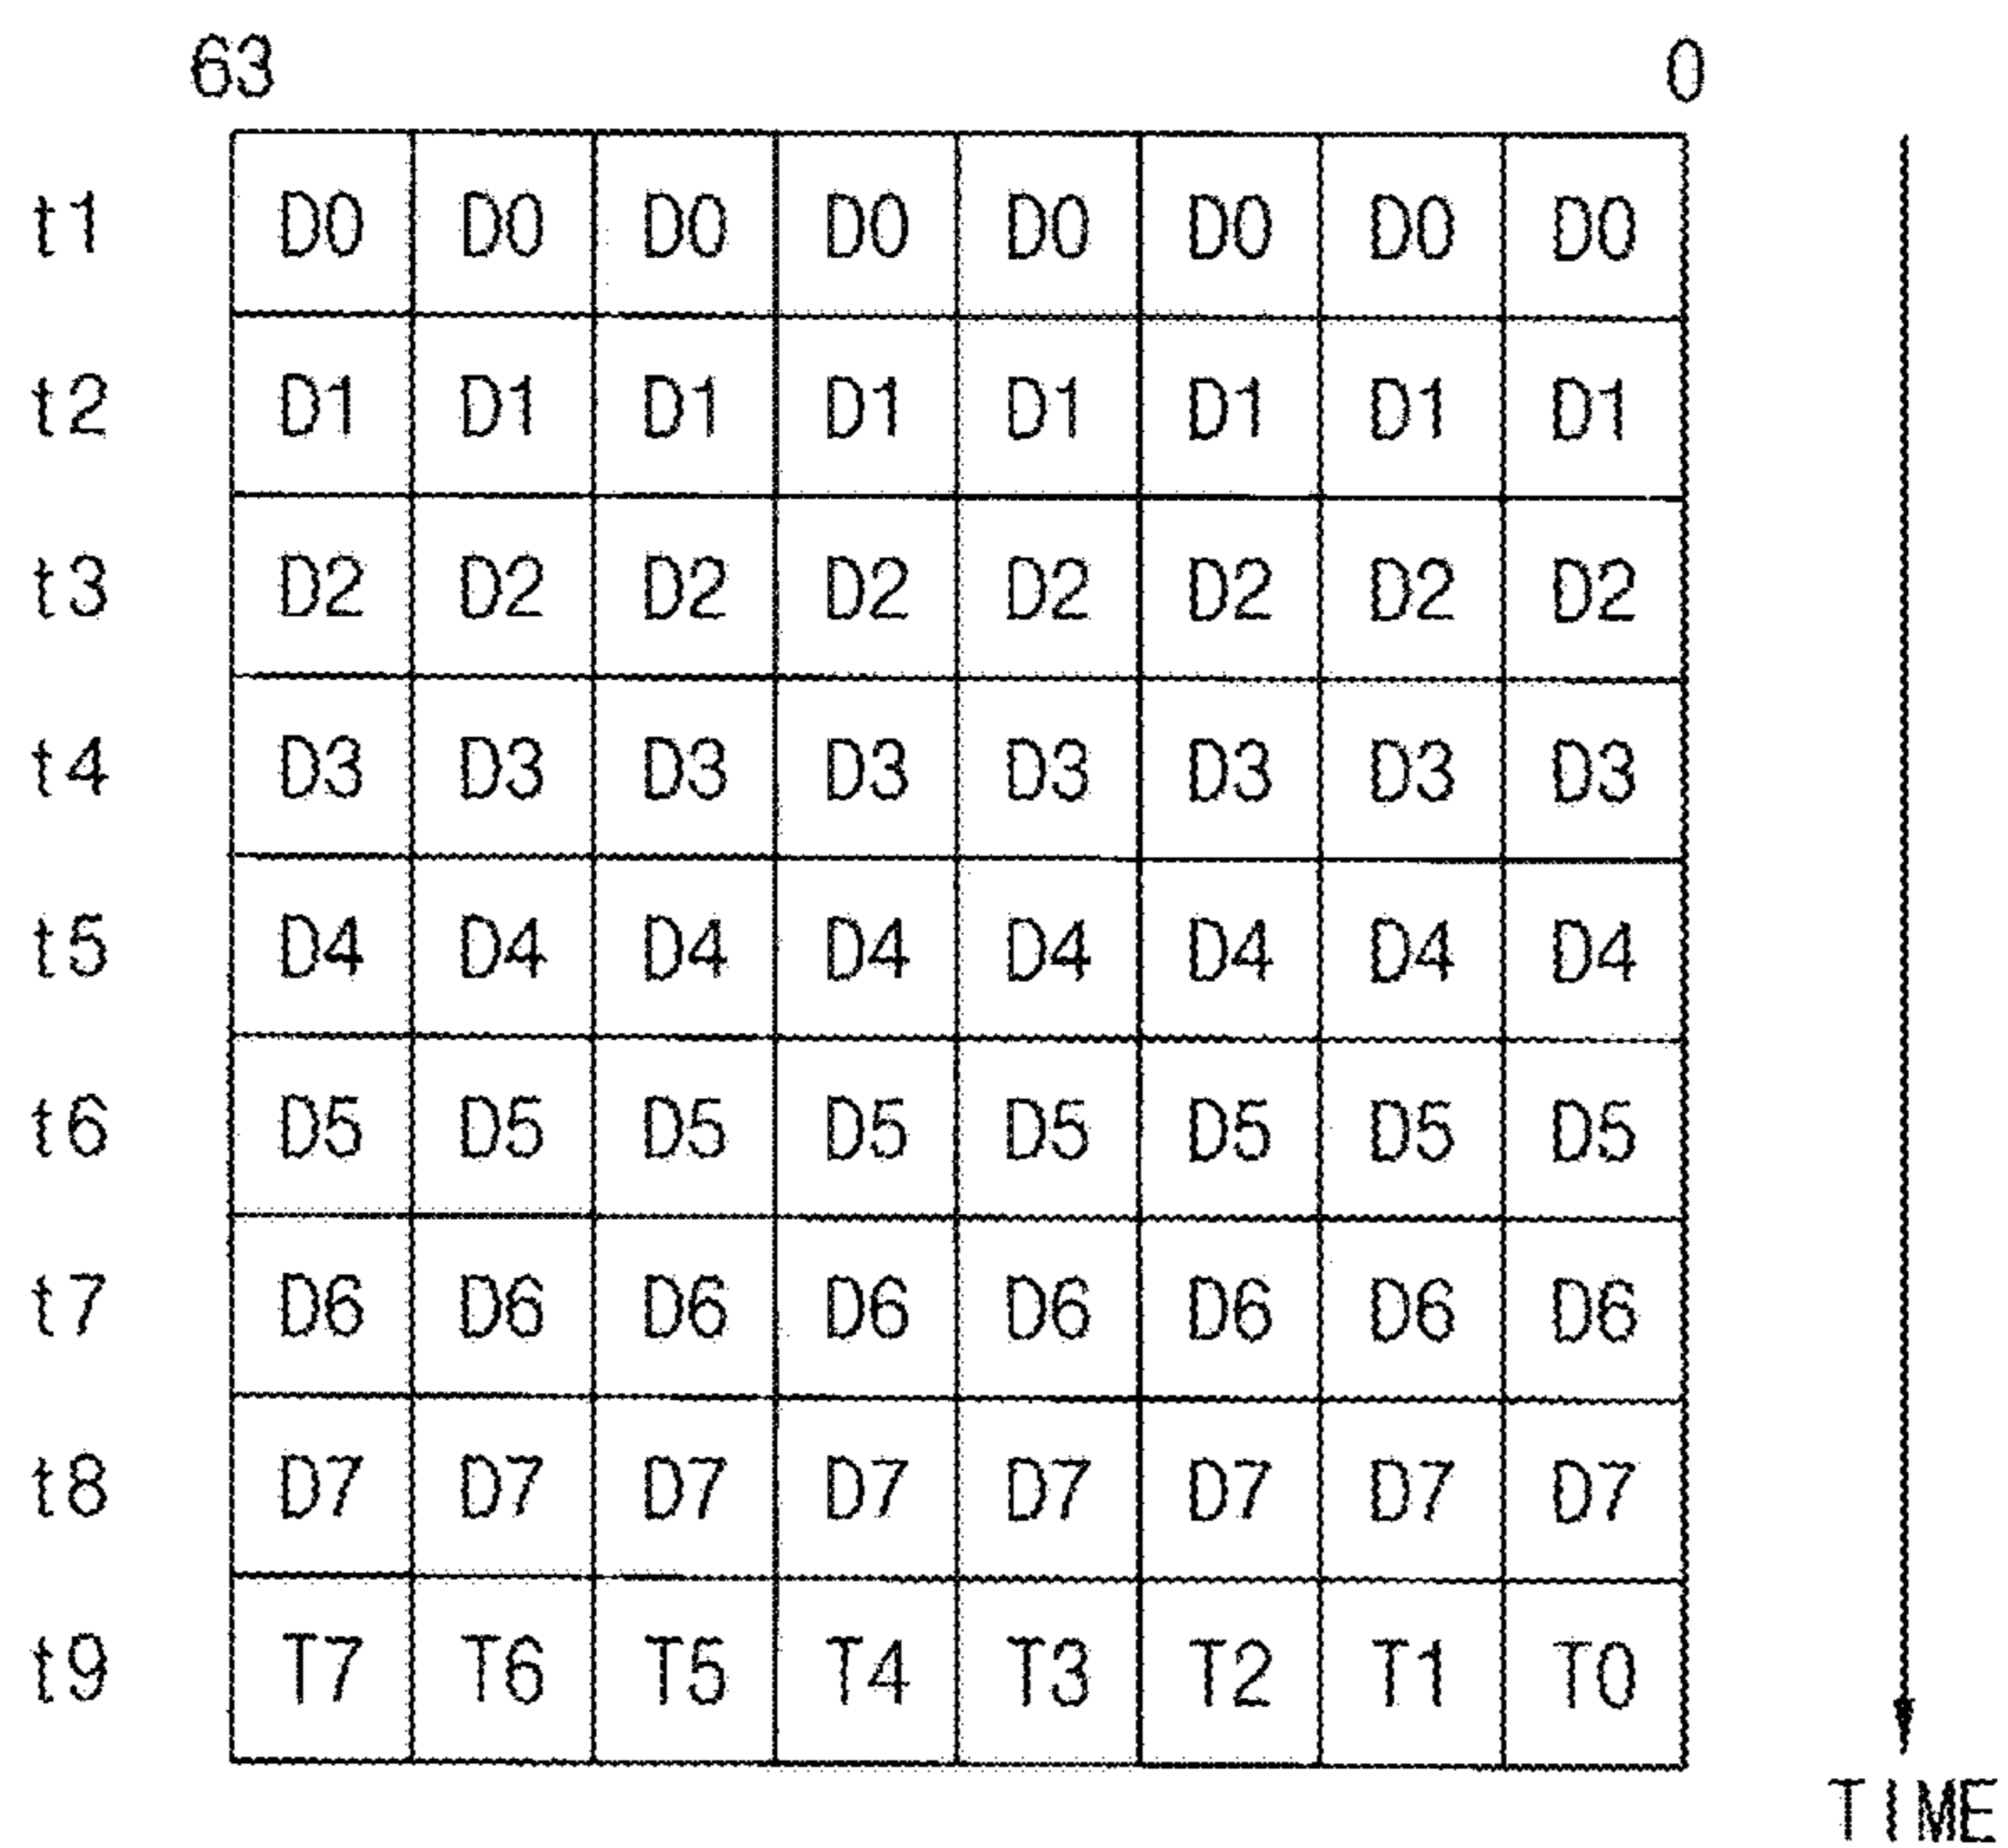 63 0
t1 D0 D0 D0 D0 D0 D0 D0 D0
t2 D1 D1 D1 D1 D1 D1 D1 D1
t3 D2 D2 D2 D2 D2 D2 D2 D2
t4 D3 D3 D3 D3 D3 D3 D3 D3
t5 D4 D4 D4 D4 D4 D4 D4 D4
t6 D5 D5 D5 D5 D5 D5 D5 D5
t7 D6 D6 D6 D6 D6 D6 D6 D6
t8 D7 D7 D7 D7 D7 D7 D7 D7
t9 T7 T6 T5 T4 T3 T2 T1 T0
TIME